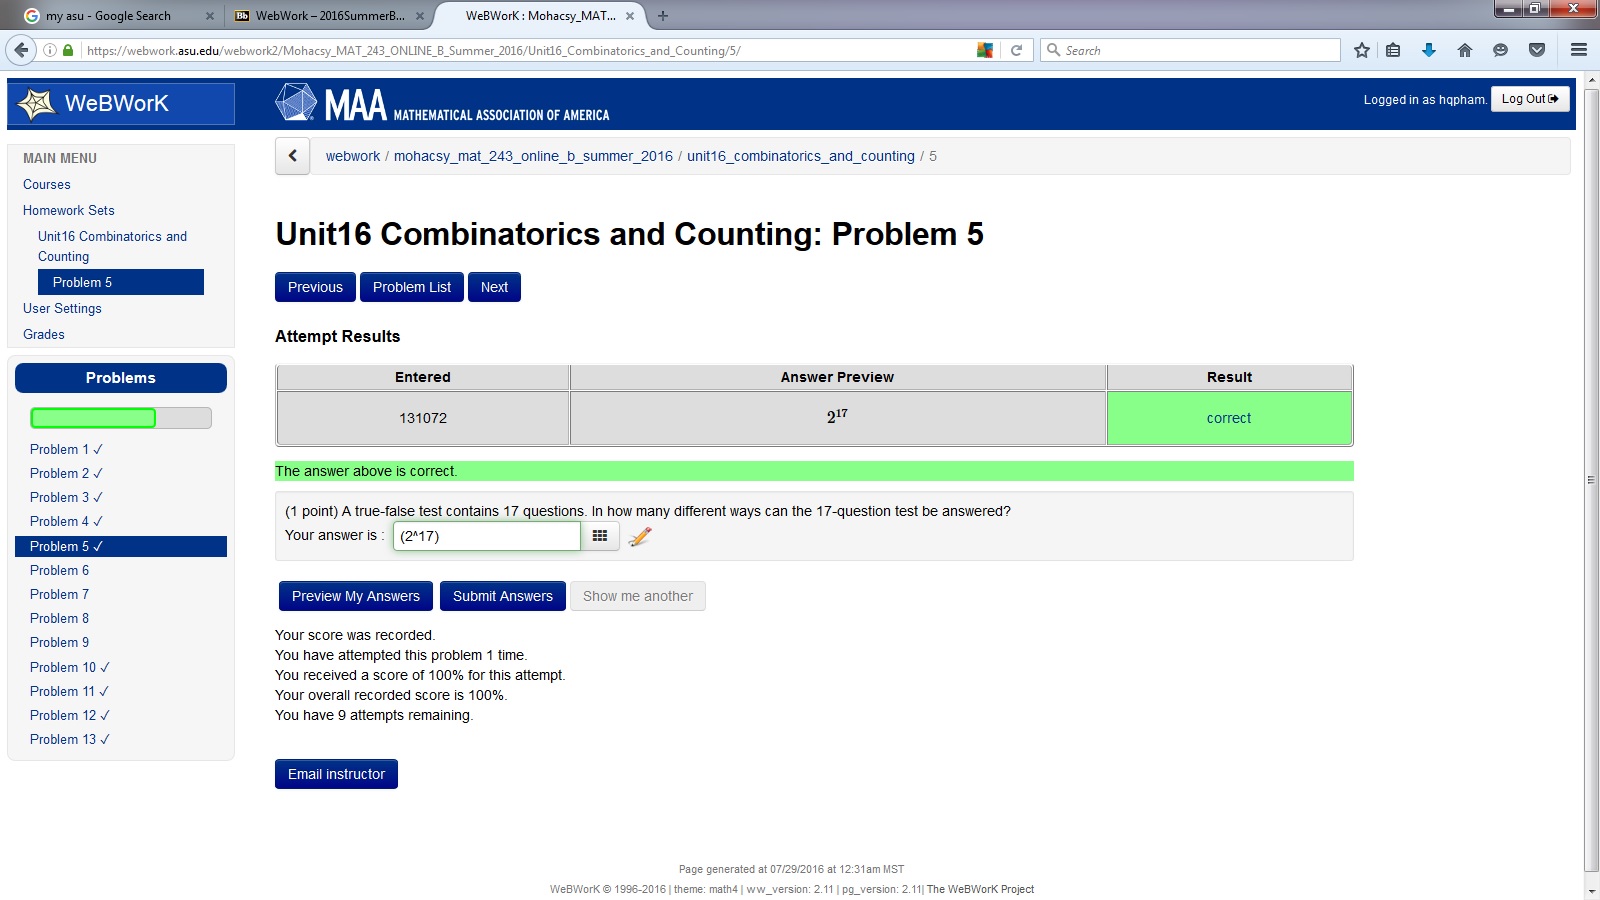 my asu - Google Search
WebWork – 2016SummerB...
WeBWorK : Mohacsy_MAT...
https://webwork.asu.edu/webwork2/Mohacsy_MAT_243_ONLINE_B_Summer_2016/Unit16_Combinatorics_and_Counting/5/
Search
WeBWorK
MAA MATHEMATICAL ASSOCIATION OF AMERICA
Logged in as hqpham.
Log Out
MAIN MENU
Courses
Homework Sets
Unit16 Combinatorics and
Counting
Problem 5
User Settings
Grades
Problems
Problem 1 ✓
Problem 2 ✓
Problem 3 ✓
Problem 4 ✓
Problem 5 ✓
Problem 6
Problem 7
Problem 8
Problem 9
Problem 10 ✓
Problem 11 ✓
Problem 12 ✓
Problem 13 ✓
webwork / mohacsy_mat_243_online_b_summer_2016 / unit16_combinatorics_and_counting / 5
Unit16 Combinatorics and Counting: Problem 5
Previous
Problem List
Next
Attempt Results
Entered
Answer Preview
Result
131072
2^17
correct
The answer above is correct.
(1 point) A true-false test contains 17 questions. In how many different ways can the 17-question test be answered?
Your answer is : (2^17)
Preview My Answers
Submit Answers
Show me another
Your score was recorded.
You have attempted this problem 1 time.
You received a score of 100% for this attempt.
Your overall recorded score is 100%.
You have 9 attempts remaining.
Email instructor
Page generated at 07/29/2016 at 12:31am MST
WeBWorK © 1996-2016 | theme: math4 | ww_version: 2.11 | pg_version: 2.11| The WeBWorK Project